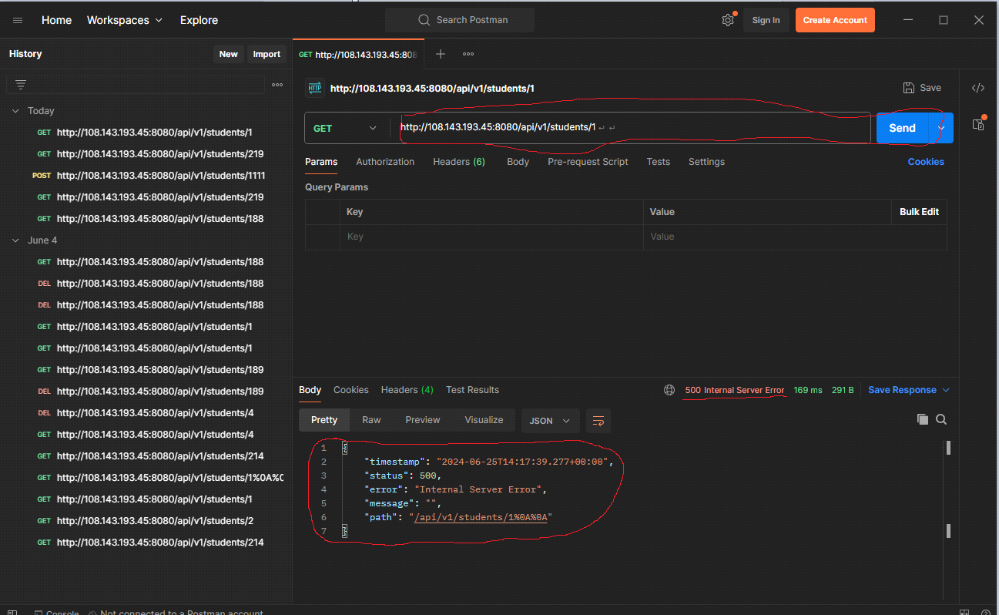 Home Workspaces Explore Search Postman Sign In Create Account
History New Import
GET http://108.143.193.45:808
Today
GET http://108.143.193.45:8080/api/v1/students/1
GET http://108.143.193.45:8080/api/v1/students/219
POST http://108.143.193.45:8080/api/v1/students/1111
GET http://108.143.193.45:8080/api/v1/students/219
GET http://108.143.193.45:8080/api/v1/students/188
June 4
GET http://108.143.193.45:8080/api/v1/students/188
DEL http://108.143.193.45:8080/api/v1/students/188
DEL http://108.143.193.45:8080/api/v1/students/188
GET http://108.143.193.45:8080/api/v1/students/1
GET http://108.143.193.45:8080/api/v1/students/1
GET http://108.143.193.45:8080/api/v1/students/189
DEL http://108.143.193.45:8080/api/v1/students/189
DEL http://108.143.193.45:8080/api/v1/students/4
GET http://108.143.193.45:8080/api/v1/students/4
GET http://108.143.193.45:8080/api/v1/students/214
GET http://108.143.193.45:8080/api/v1/students/1%0A%0
GET http://108.143.193.45:8080/api/v1/students/1
GET http://108.143.193.45:8080/api/v1/students/2
GET http://108.143.193.45:8080/api/v1/students/214
HTTP http://108.143.193.45:8080/api/v1/students/1 Save </>
GET http://108.143.193.45:8080/api/v1/students/1 ↵ ↵ Send
Params Authorization Headers (6) Body Pre-request Script Tests Settings Cookies
Query Params
Key Value Bulk Edit
Key Value
Body Cookies Headers (4) Test Results 500 Internal Server Error 169 ms 291 B Save Response
Pretty Raw Preview Visualize JSON
1 {
2 "timestamp": "2024-06-25T14:17:39.277+00:00",
3 "status": 500,
4 "error": "Internal Server Error",
5 "message": "",
6 "path": "/api/v1/students/1%0A%0A"
7 }
Console Not connected to a Postman account